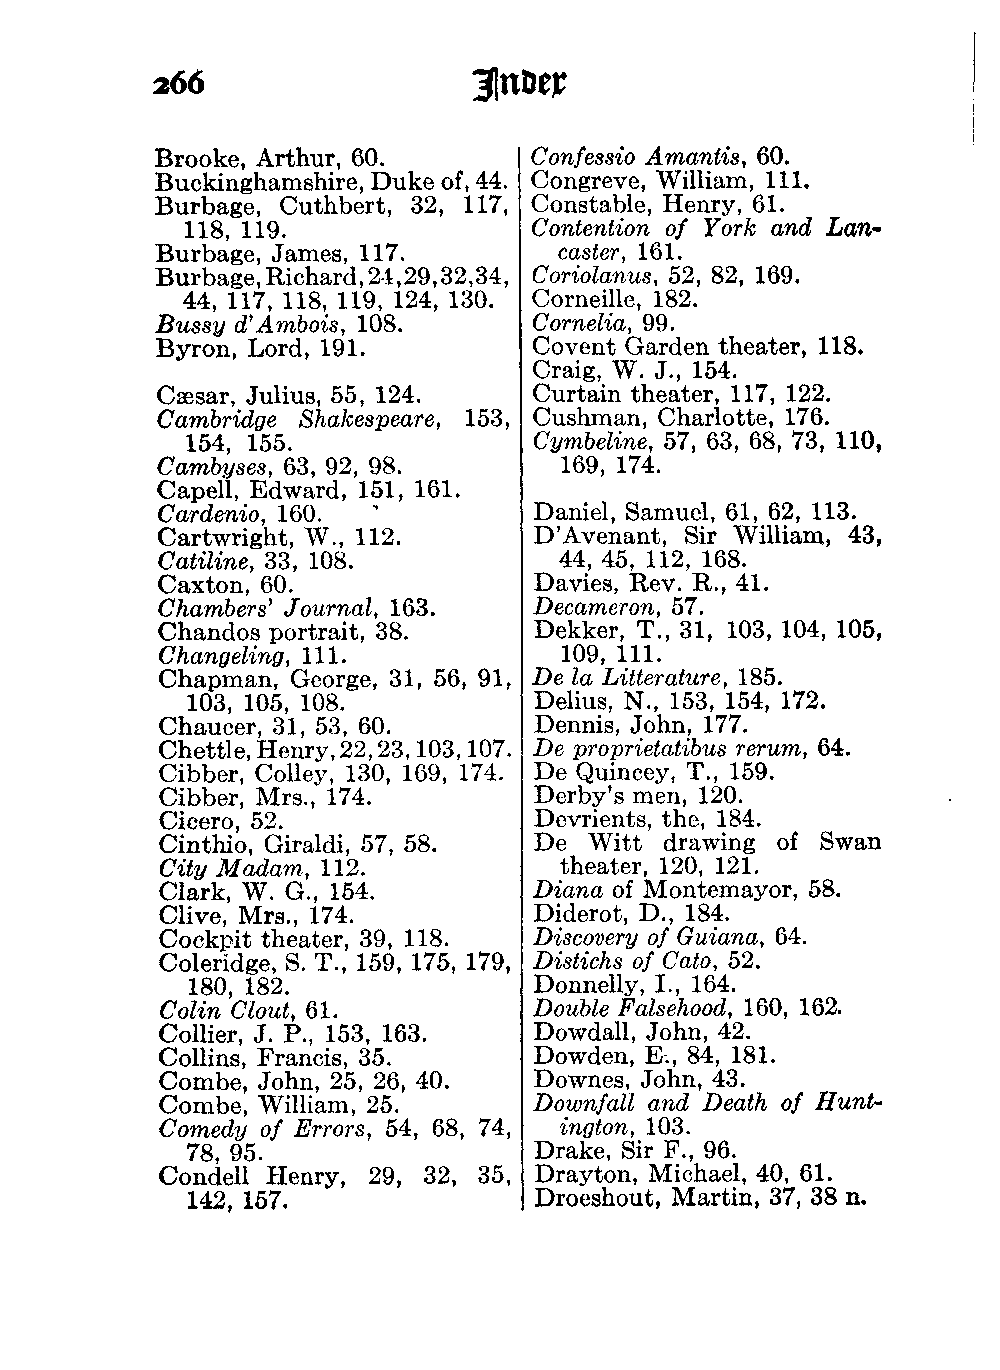 266
Index
Brooke, Arthur, 60.
Buckinghamshire, Duke of, 44.
Burbage, Cuthbert, 32, 117,
118, 119.
Burbage, James, 117.
Burbage, Richard, 24, 29, 32, 34,
44, 117, 118, 119, 124, 130.
Bussy d'Ambois, 108.
Byron, Lord, 191.
Cæsar, Julius, 55, 124.
Cambridge Shakespeare, 153,
154, 155.
Cambyses, 63, 92, 98.
Capell, Edward, 151, 161.
Cardenio, 160.
Cartwright, W., 112.
Catiline, 33, 108.
Caxton, 60.
Chambers' Journal, 163.
Chandos portrait, 38.
Changeling, 111.
Chapman, George, 31, 56, 91,
103, 105, 108.
Chaucer, 31, 53, 60.
Chettle, Henry, 22, 23, 103, 107.
Cibber, Colley, 130, 169, 174.
Cibber, Mrs., 174.
Cicero, 52.
Cinthio, Giraldi, 57, 58.
City Madam, 112.
Clark, W. G., 154.
Clive, Mrs., 174.
Cockpit theater, 39, 118.
Coleridge, S. T., 159, 175, 179,
180, 182.
Colin Clout, 61.
Collier, J. P., 153, 163.
Collins, Francis, 35.
Combe, John, 25, 26, 40.
Combe, William, 25.
Comedy of Errors, 54, 68, 74,
78, 95.
Condell Henry, 29, 32, 35,
142, 157.
Confessio Amantis, 60.
Congreve, William, 111.
Constable, Henry, 61.
Contention of York and Lan-
caster, 161.
Coriolanus, 52, 82, 169.
Corneille, 182.
Cornelia, 99.
Covent Garden theater, 118.
Craig, W. J., 154.
Curtain theater, 117, 122.
Cushman, Charlotte, 176.
Cymbeline, 57, 63, 68, 73, 110,
169, 174.
Daniel, Samuel, 61, 62, 113.
D'Avenant, Sir William, 43,
44, 45, 112, 168.
Davies, Rev. R., 41.
Decameron, 57.
Dekker, T., 31, 103, 104, 105,
109, 111.
De la Litterature, 185.
Delius, N., 153, 154, 172.
Dennis, John, 177.
De proprietatibus rerum, 64.
De Quincey, T., 159.
Derby's men, 120.
Devrients, the, 184.
De Witt drawing of Swan
theater, 120, 121.
Diana of Montemayor, 58.
Diderot, D., 184.
Discovery of Guiana, 64.
Distichs of Cato, 52.
Donnelly, I., 164.
Double Falsehood, 160, 162.
Dowdall, John, 42.
Dowden, E., 84, 181.
Downes, John, 43.
Downfall and Death of Hunt-
ington, 103.
Drake, Sir F., 96.
Drayton, Michael, 40, 61.
Droeshout, Martin, 37, 38 n.